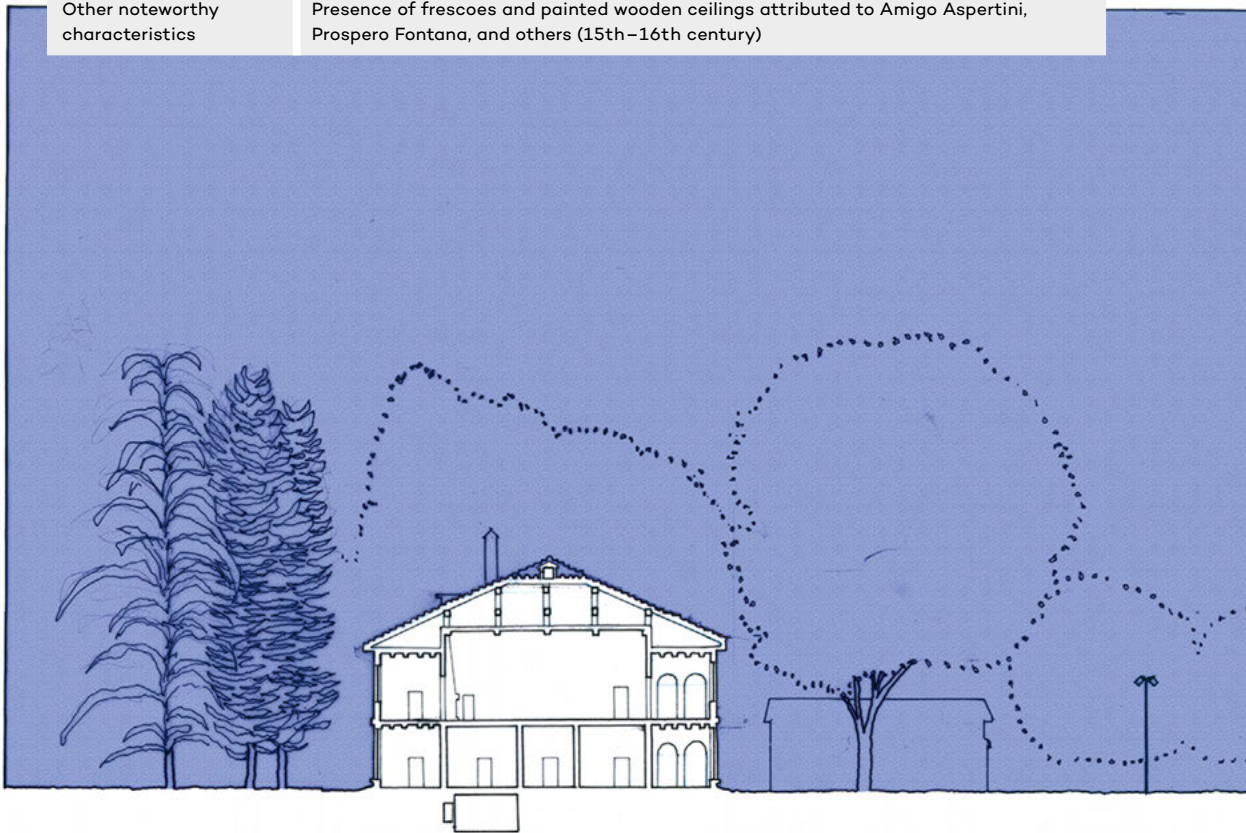 Other noteworthy
characteristics
Presence of frescoes and painted wooden ceilings attributed to Amigo Aspertini,
Prospero Fontana, and others (15th–16th century)